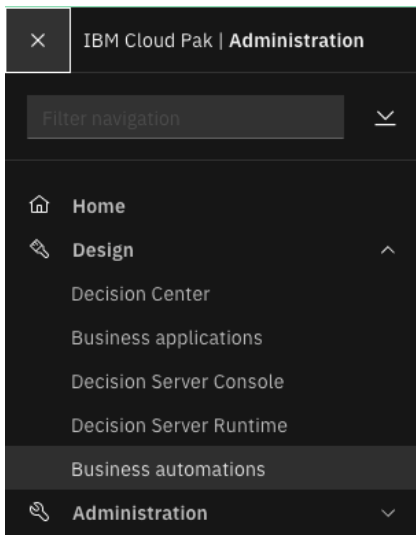 IBM Cloud Pak | Administration
Filter navigation
Home
Design
Decision Center
Business applications
Decision Server Console
Decision Server Runtime
Business automations
Administration